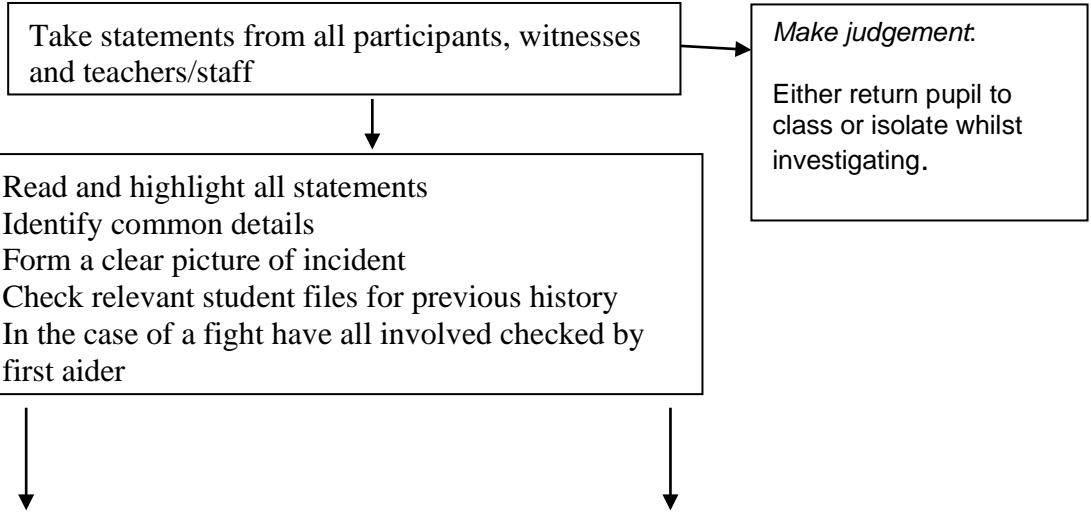 Take statements from all participants, witnesses
and teachers/staff
Make judgement:
Either return pupil to
class or isolate whilst
investigating.
Read and highlight all statements
Identify common details
Form a clear picture of incident
Check relevant student files for previous history
In the case of a fight have all involved checked by
first aider